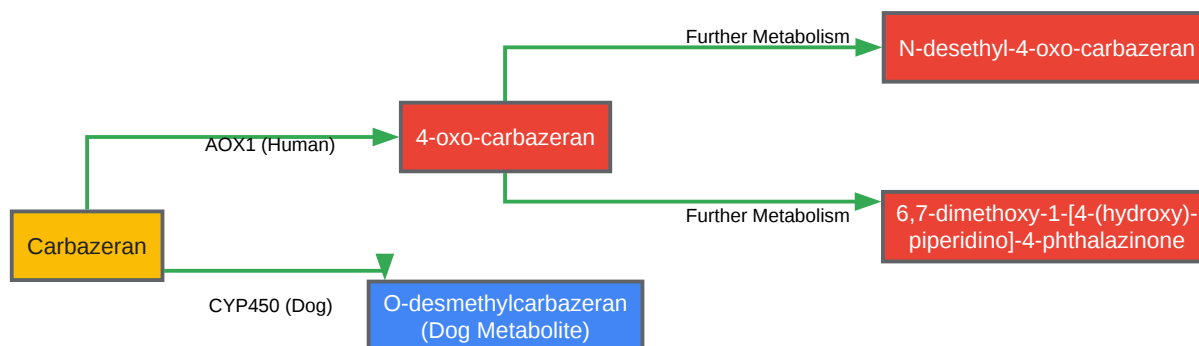 Further Metabolism
N-desethyl-4-oxo-carbazeran
AOX1 (Human)
4-oxo-carbazeran
Further Metabolism
6,7-dimethoxy-1-[4-(hydroxy)-
piperidino]-4-phthalazinone
Carbazeran
CYP450 (Dog)
O-desmethylcarbazeran
(Dog Metabolite)